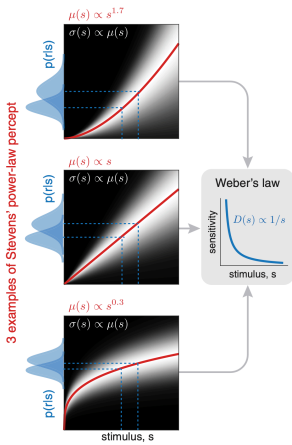 3 examples of Stevens' power-law percept
μ(s) ∝ s^1.7
σ(s) ∝ μ(s)
p(r|s)
μ(s) ∝ s
σ(s) ∝ μ(s)
p(r|s)
μ(s) ∝ s^0.3
σ(s) ∝ μ(s)
p(r|s)
stimulus, s
Weber's law
D(s) ∝ 1/s
sensitivity
stimulus, s